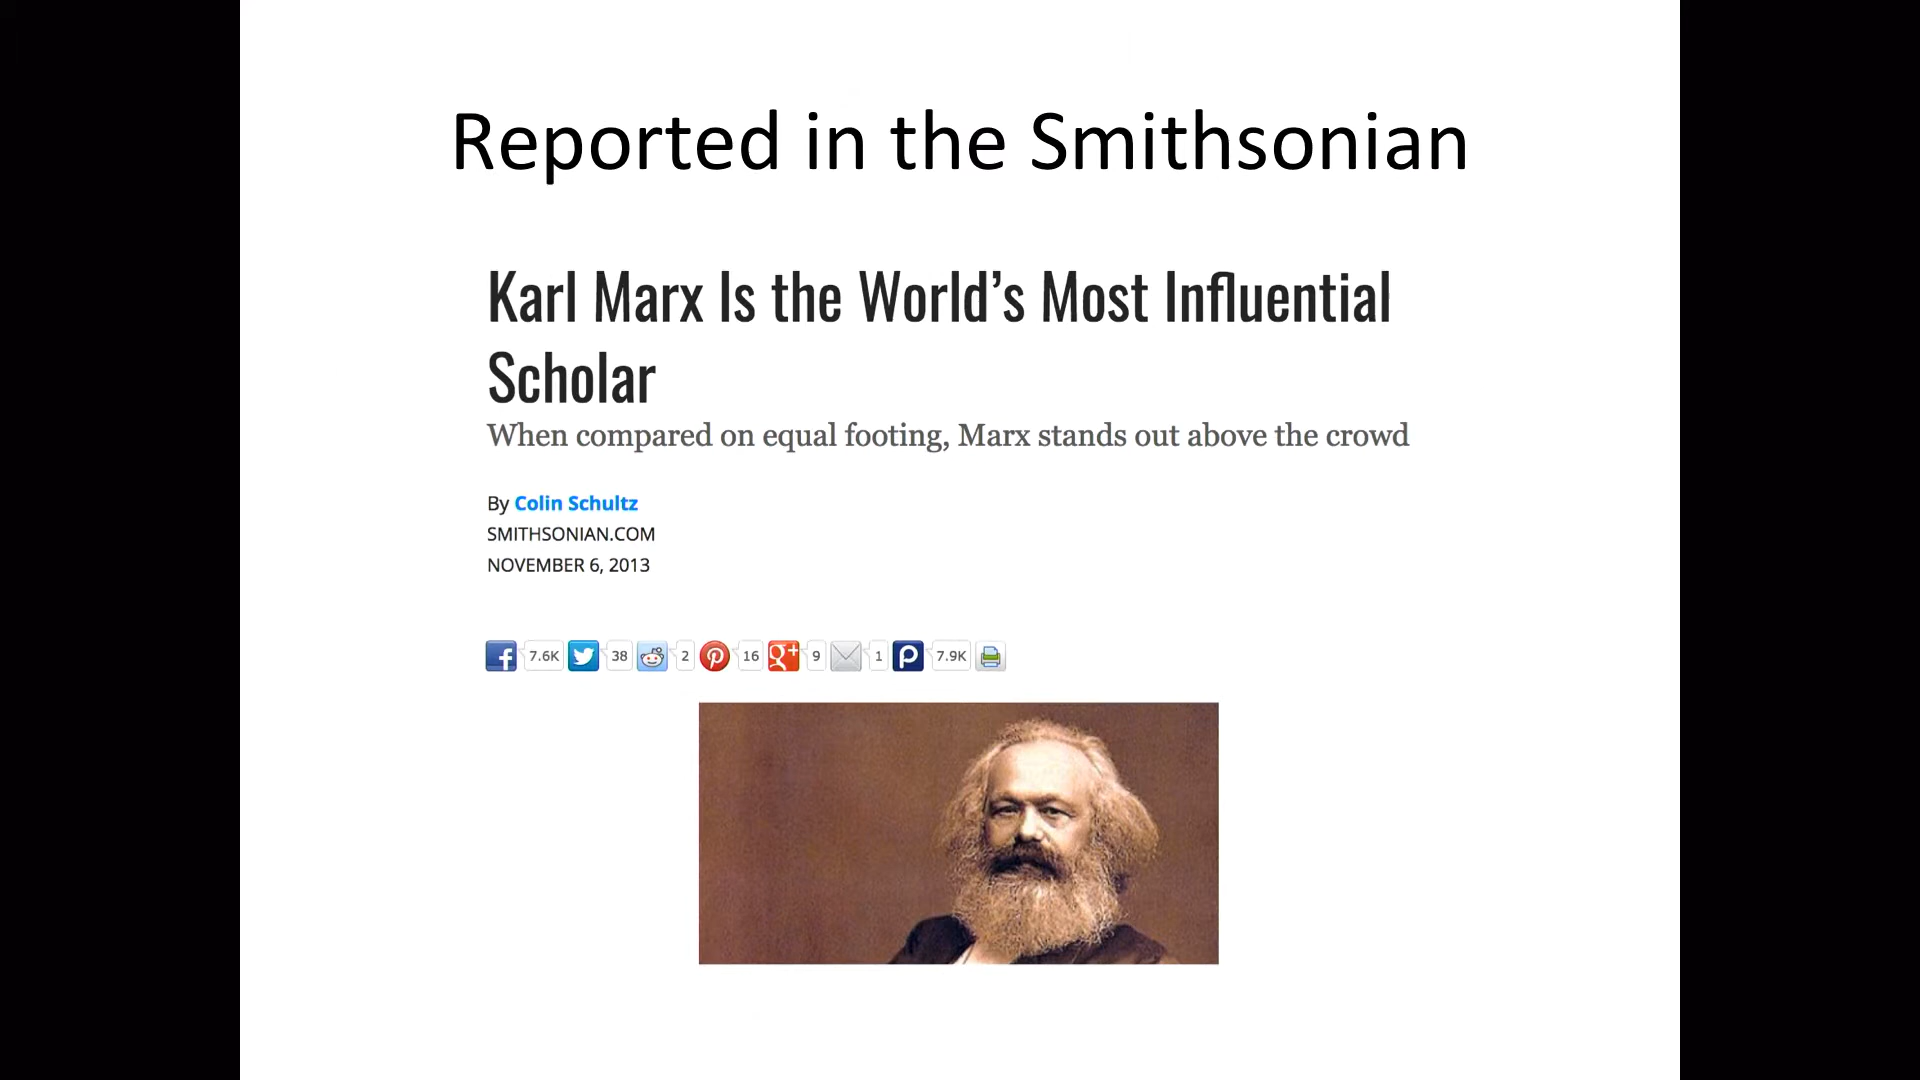 Reported in the Smithsonian
Karl Marx Is the World’s Most Influential
Scholar
When compared on equal footing, Marx stands out above the crowd
By Colin Schultz
SMITHSONIAN.COM
NOVEMBER 6, 2013
f 7.6K 38 2 16 g+ 9 1 7.9K